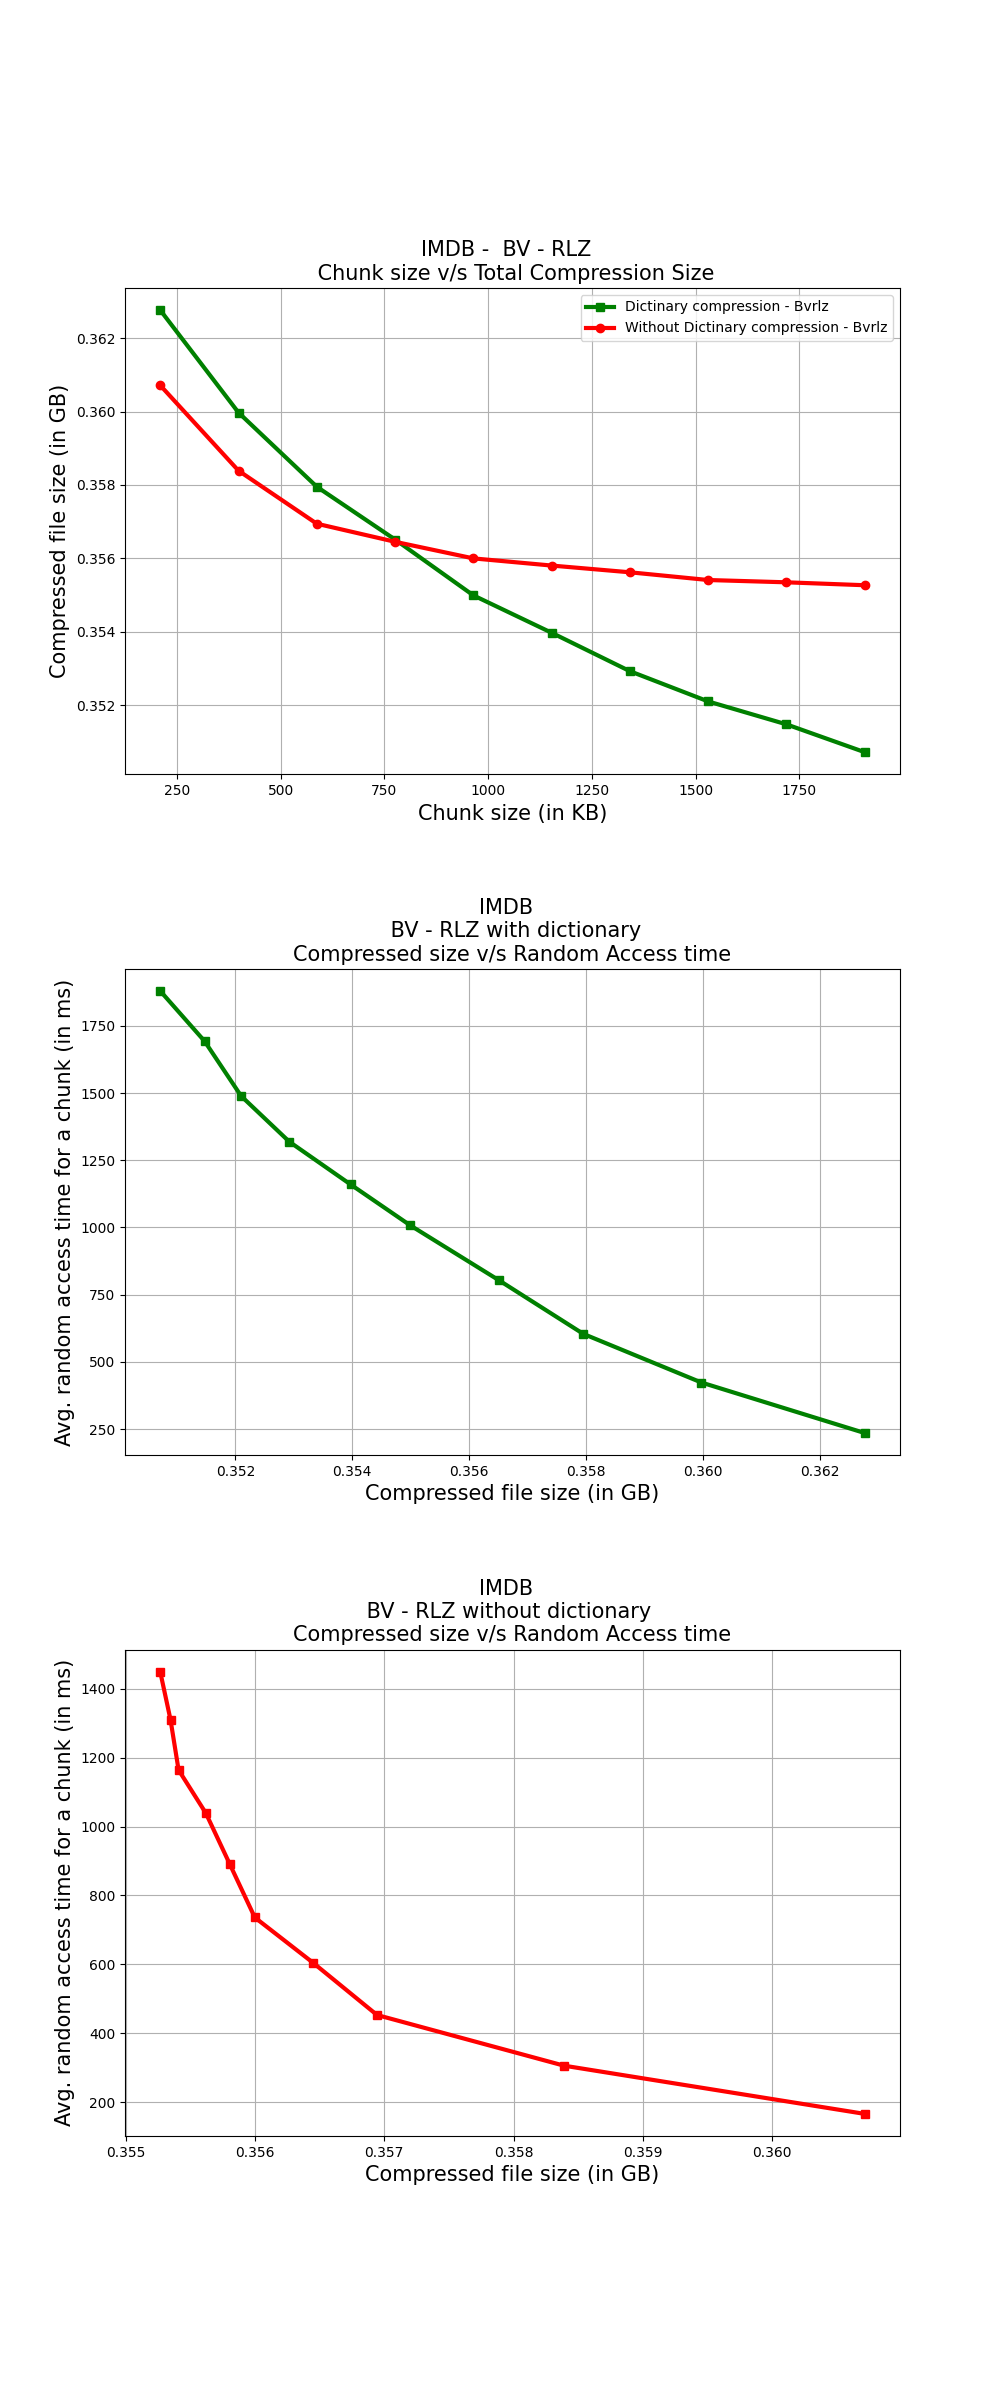 IMDB -  BV - RLZ
Chunk size v/s Total Compression Size
Dictinary compression - Bvrlz
Without Dictinary compression - Bvrlz
Compressed file size (in GB)
0.362
0.360
0.358
0.356
0.354
0.352
250 500 750 1000 1250 1500 1750
Chunk size (in KB)
IMDB
BV - RLZ with dictionary
Compressed size v/s Random Access time
Avg. random access time for a chunk (in ms)
1750
1500
1250
1000
750
500
250
0.352 0.354 0.356 0.358 0.360 0.362
Compressed file size (in GB)
IMDB
BV - RLZ without dictionary
Compressed size v/s Random Access time
Avg. random access time for a chunk (in ms)
1400
1200
1000
800
600
400
200
0.355 0.356 0.357 0.358 0.359 0.360
Compressed file size (in GB)